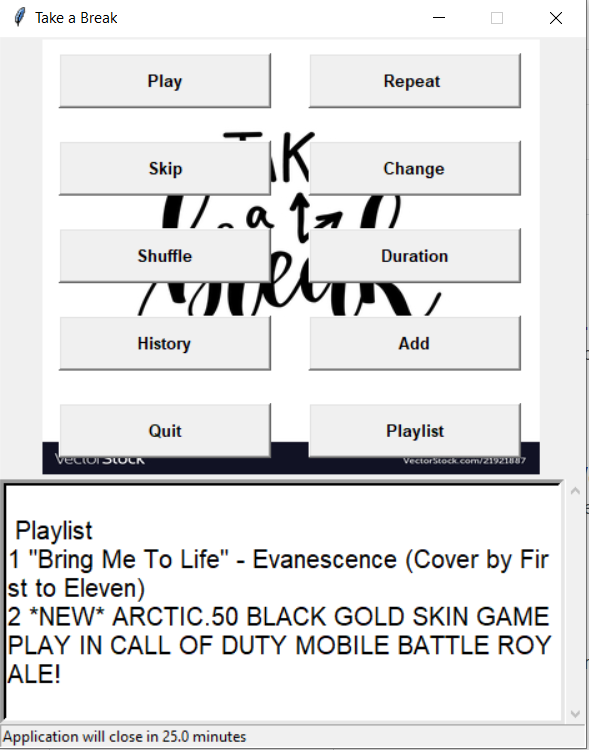 Take a Break
Play Repeat
Skip Change
a
Shuffle Duration
Break
History Add
Quit Playlist
VectorStock VectorStock.com/21921887
Playlist
1 "Bring Me To Life" - Evanescence (Cover by Fir
st to Eleven)
2 *NEW* ARCTIC.50 BLACK GOLD SKIN GAME
PLAY IN CALL OF DUTY MOBILE BATTLE ROY
ALE!
Application will close in 25.0 minutes